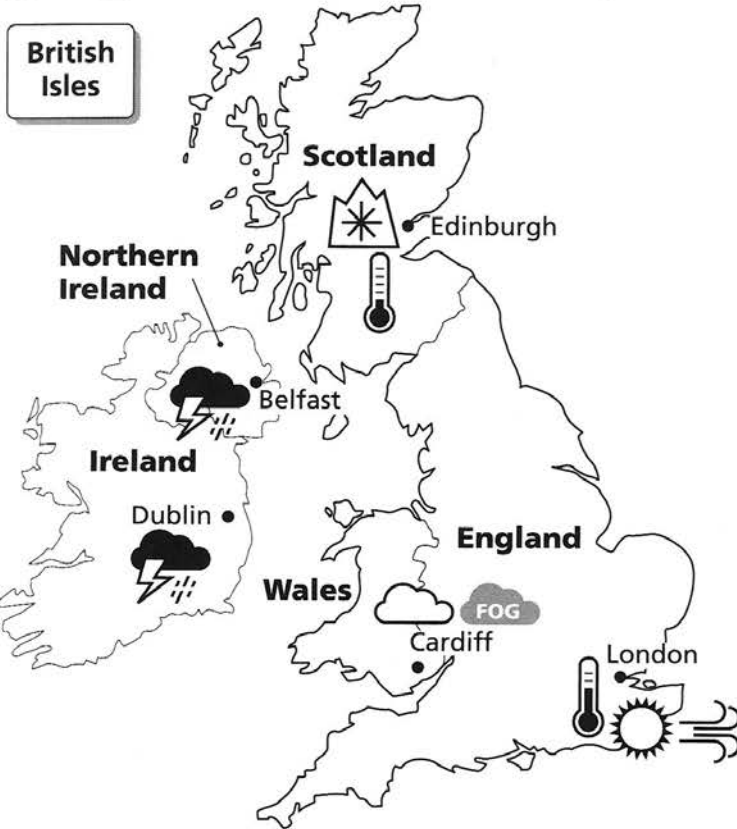 British
Isles
Scotland
Edinburgh
Northern
Ireland
Belfast
Ireland
Dublin
England
Wales
FOG
Cardiff
London